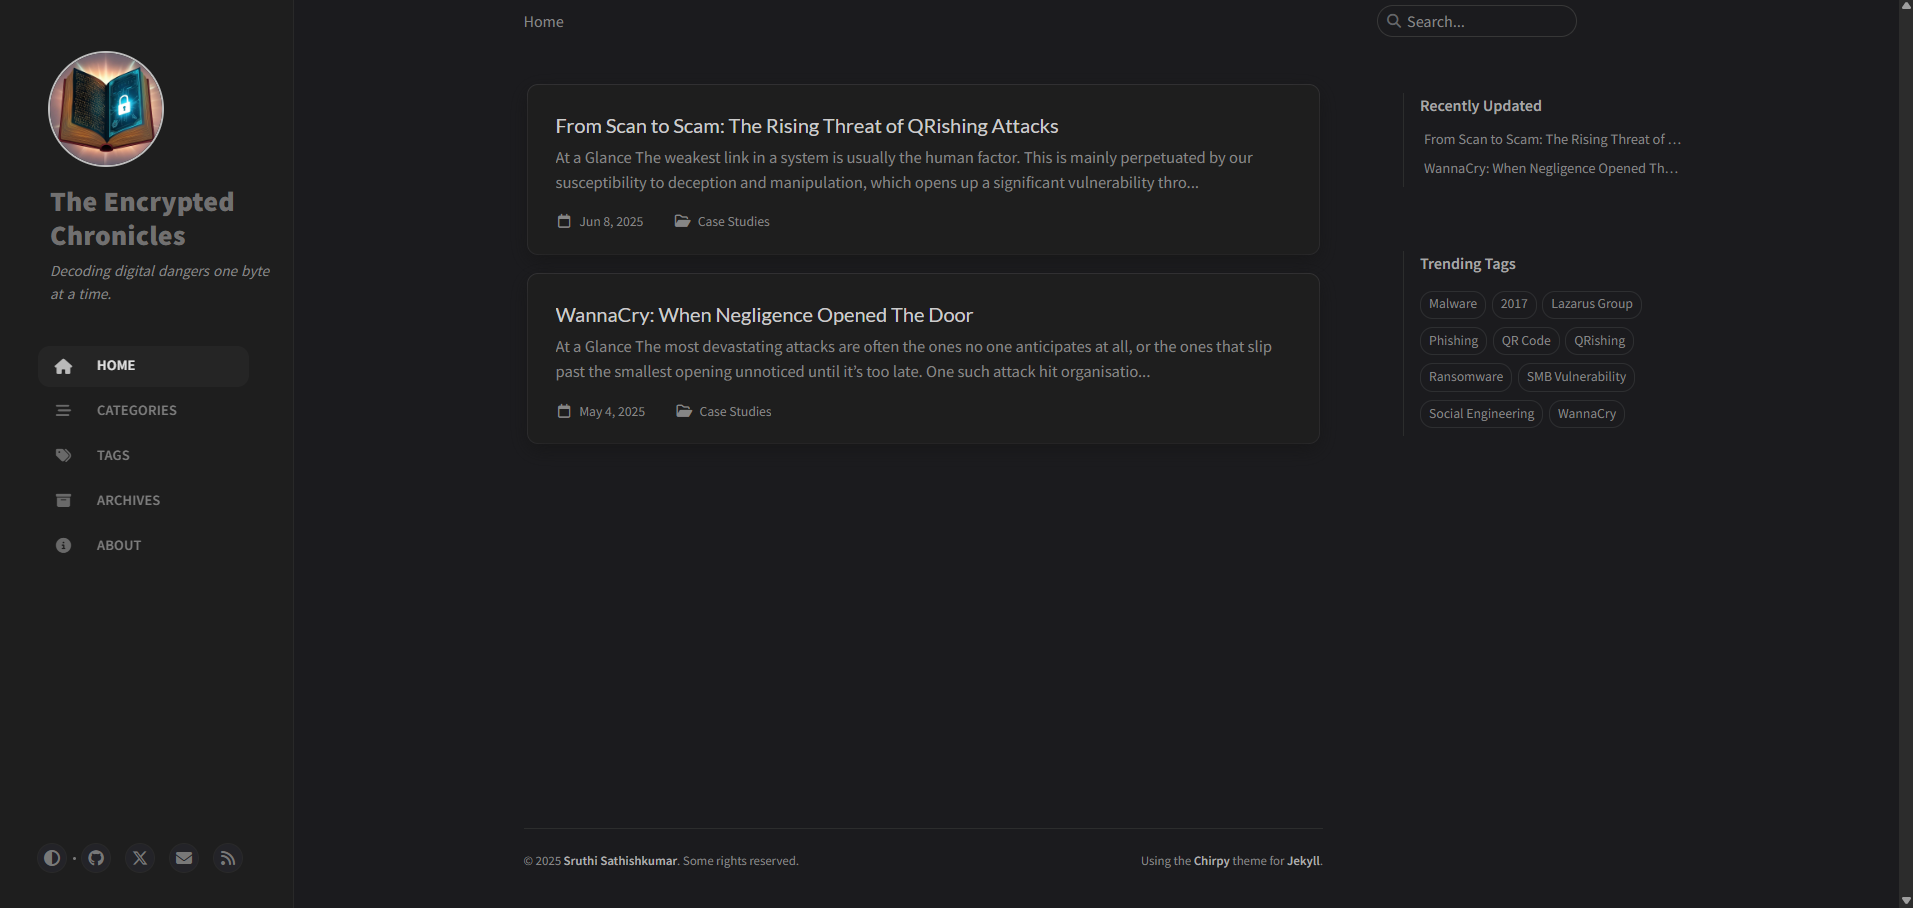 The Encrypted
Chronicles
Decoding digital dangers one byte
at a time.
HOME
CATEGORIES
TAGS
ARCHIVES
ABOUT
Home
Search...
From Scan to Scam: The Rising Threat of QRishing Attacks
At a Glance The weakest link in a system is usually the human factor. This is mainly perpetuated by our
susceptibility to deception and manipulation, which opens up a significant vulnerability thro...
Jun 8, 2025 Case Studies
WannaCry: When Negligence Opened The Door
At a Glance The most devastating attacks are often the ones no one anticipates at all, or the ones that slip
past the smallest opening unnoticed until it’s too late. One such attack hit organisatio...
May 4, 2025 Case Studies
Recently Updated
From Scan to Scam: The Rising Threat of ...
WannaCry: When Negligence Opened Th...
Trending Tags
Malware 2017 Lazarus Group
Phishing QR Code QRishing
Ransomware SMB Vulnerability
Social Engineering WannaCry
© 2025 Sruthi Sathishkumar. Some rights reserved.
Using the Chirpy theme for Jekyll.